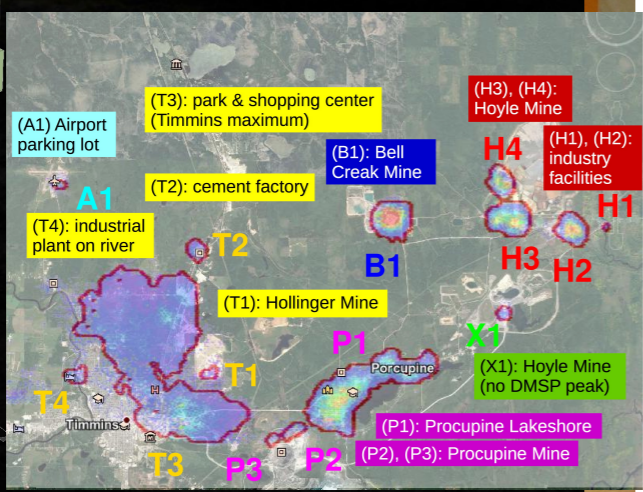 (H3), (H4):
Hoyle Mine
(T3): park & shopping center
(Timmins maximum)
(A1) Airport
parking lot
(H1), (H2):
industry
facilities
(B1): Bell
Creak Mine
H4
(T2): cement factory
A1
H1
(T4): industrial
plant on river
T2
B1
H3
H2
(T1): Hollinger Mine
P1
X1
Porcupine
(X1): Hoyle Mine
(no DMSP peak)
T1
T4
H
Timmins
(P1): Procupine Lakeshore
T3
P3
P2
(P2), (P3): Procupine Mine